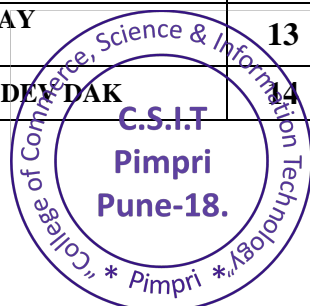 AY 13
DEV DAK 14
"College of Commerce, Science & Information Technology"
C.S.I.T
Pimpri
Pune-18.
* Pimpri *